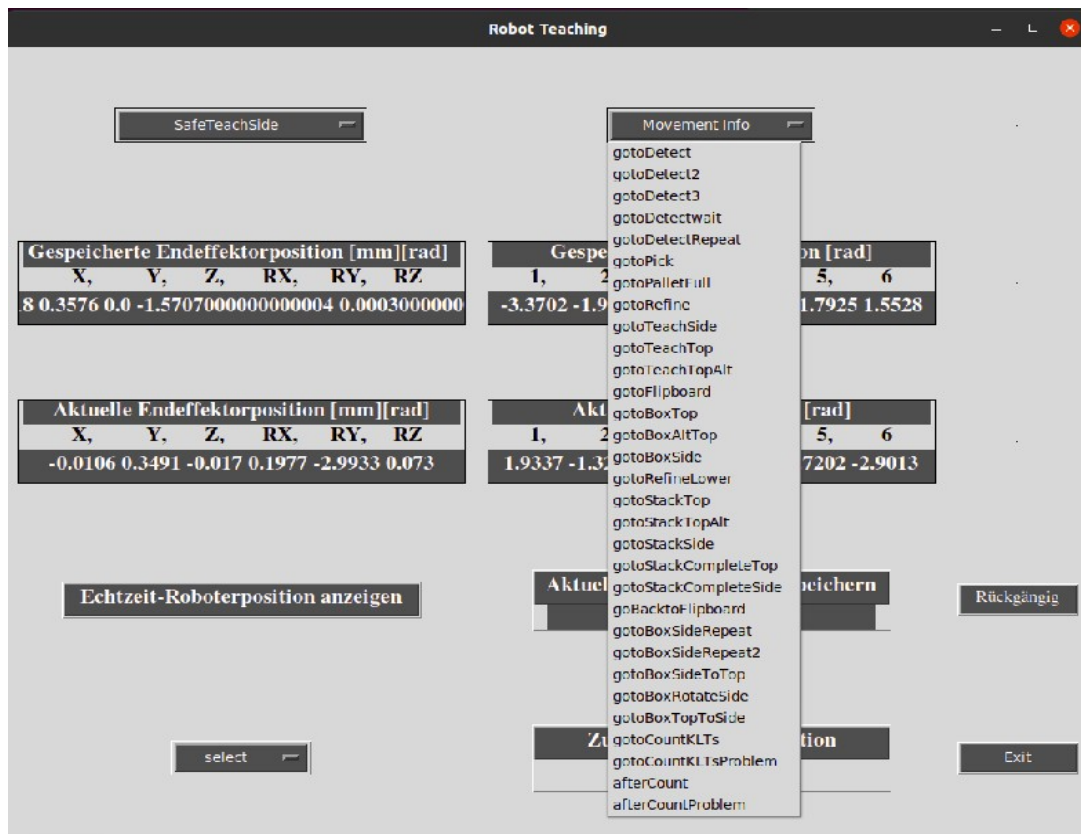 Robot Teaching
SafeTeachSide
Movement Info
gotoDetect
gotoDetect2
gotoDetect3
gotoDetectwait
gotoDetectRepeat
gotoPick
gotoPalletFull
gotoRefine
gotoTeachSide
gotoTeachTop
gotoTeachTopAlt
gotoFlipboard
gotoBoxTop
gotoBoxAltTop
gotoBoxSide
gotoRefineLower
gotoStackTop
gotoStackTopAlt
gotoStackSide
gotoStackCompleteTop
gotoStackCompleteSide
goBacktoFlipboard
gotoBoxSideRepeat
gotoBoxSideRepeat2
gotoBoxSideToTop
gotoBoxRotateSide
gotoBoxTopToSide
gotoCountKLTs
gotoCountKLTsProblem
afterCount
afterCountProblem
Gespeicherte Endeffektorposition [mm][rad]
X, Y, Z, RX, RY, RZ
8 0.3576 0.0 -1.5707000000000004 0.0003000000
Gespe on [rad]
1, 2 5, 6
-3.3702 -1.9 1.7925 1.5528
Aktuelle Endeffektorposition [mm][rad]
X, Y, Z, RX, RY, RZ
-0.0106 0.3491 -0.017 0.1977 -2.9933 0.073
Akt [rad]
1, 2 5, 6
1.9337 -1.32 7202 -2.9013
Echtzeit-Roboterposition anzeigen
Aktuel eichern
Rückgängig
select
Zu tion
Exit